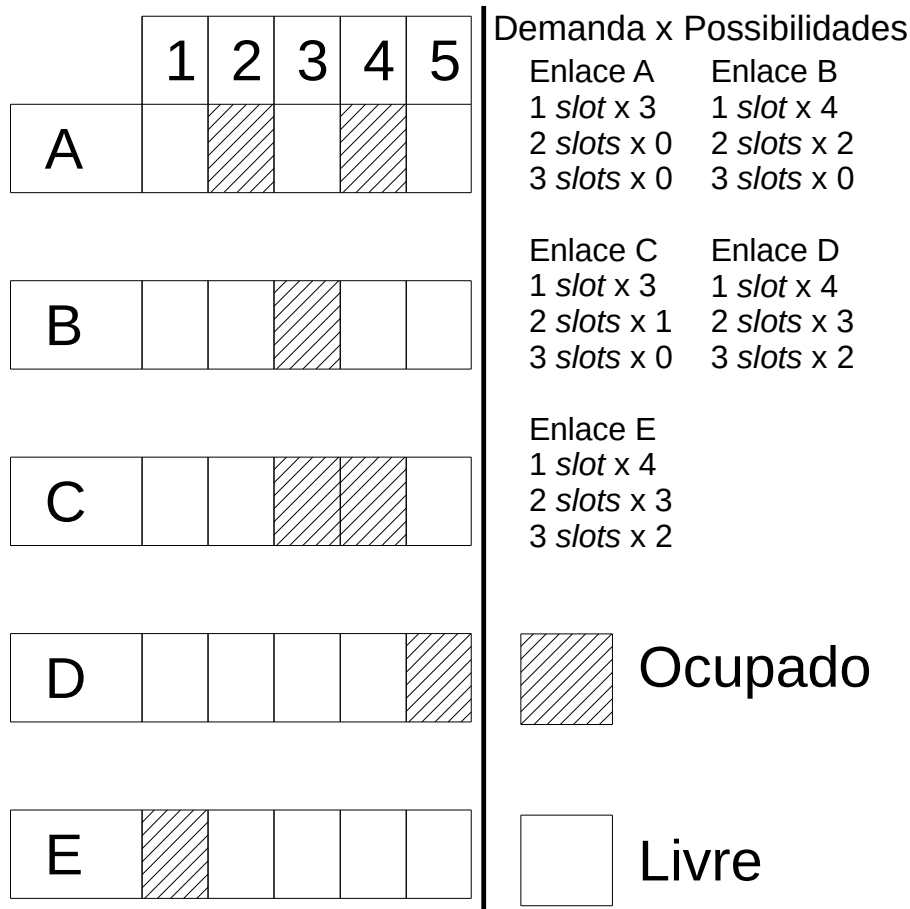 1 2 3 4 5
A
B
C
D
E
Demanda x Possibilidades
Enlace A
1 slot x 3
2 slots x 0
3 slots x 0
Enlace B
1 slot x 4
2 slots x 2
3 slots x 0
Enlace C
1 slot x 3
2 slots x 1
3 slots x 0
Enlace D
1 slot x 4
2 slots x 3
3 slots x 2
Enlace E
1 slot x 4
2 slots x 3
3 slots x 2
Ocupado
Livre